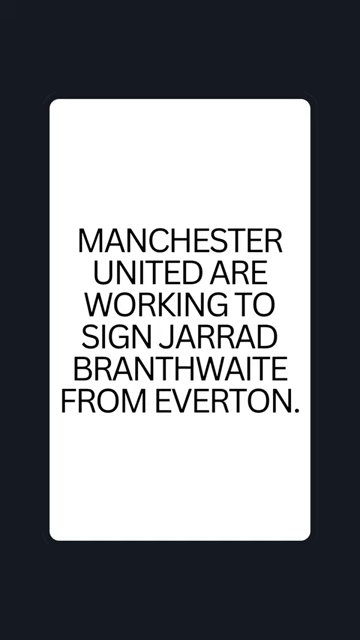 MANCHESTER
UNITED ARE
WORKING TO
SIGN JARRAD
BRANTHWAITE
FROM EVERTON.